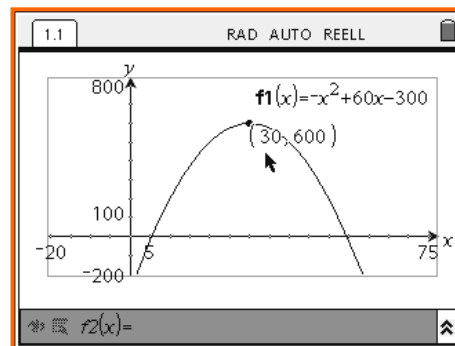 1.1 RAD AUTO REELL
y
800
f1(x)=-x²+60x-300
(30,600)
100
x
-20 5 75
-200
f2(x)=